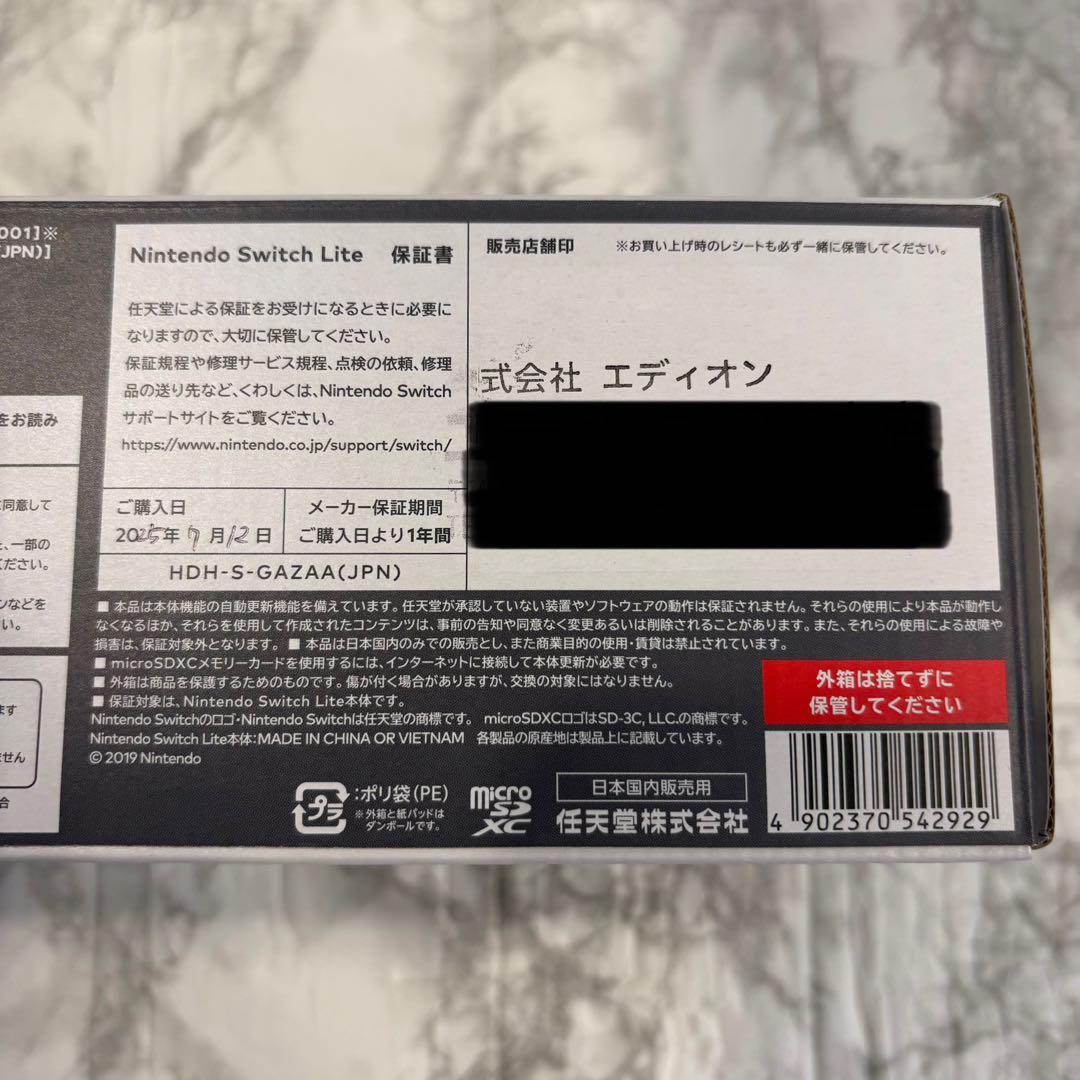 001]※
(JPN)]
をお読み
に同意して
、一部の
ください。
ンなどを
い。
ます
ません
合
Nintendo Switch Lite 保証書
任天堂による保証をお受けになるときに必要に
なりますので、大切に保管してください。
保証規程や修理サービス規程、点検の依頼、修理
品の送り先など、くわしくは、Nintendo Switch
サポートサイトをご覧ください。
https://www.nintendo.co.jp/support/switch/
ご購入日
2025年7月12日
メーカー保証期間
ご購入日より1年間
HDH-S-GAZAA(JPN)
販売店舗印 ※お買い上げ時のレシートも必ず一緒に保管してください。
式会社 エディオン
■ 本品は本体機能の自動更新機能を備えています。任天堂が承認していない装置やソフトウェアの動作は保証されません。それらの使用により本品が動作し
なくなるほか、それらを使用して作成されたコンテンツは、事前の告知や同意なく変更あるいは削除されることがあります。また、それらの使用による故障や
損害は、保証対象外となります。 ■ 本品は日本国内のみでの販売とし、また商業目的の使用・賃貸は禁止されています。
■ microSDXCメモリーカードを使用するには、インターネットに接続して本体更新が必要です。
■ 外箱は商品を保護するためのものです。傷が付く場合がありますが、交換の対象にはなりません。
■ 保証対象は、Nintendo Switch Lite本体です。
Nintendo Switchのロゴ・Nintendo Switchは任天堂の商標です。 microSDXCロゴはSD-3C, LLC.の商標です。
Nintendo Switch Lite本体:MADE IN CHINA OR VIETNAM 各製品の原産地は製品上に記載しています。
© 2019 Nintendo
外箱は捨てずに
保管してください
プラ
:ポリ袋(PE)
※外箱と紙パッドは
ダンボールです。
micro
SD
XC
日本国内販売用
任天堂株式会社
4 902370 542929